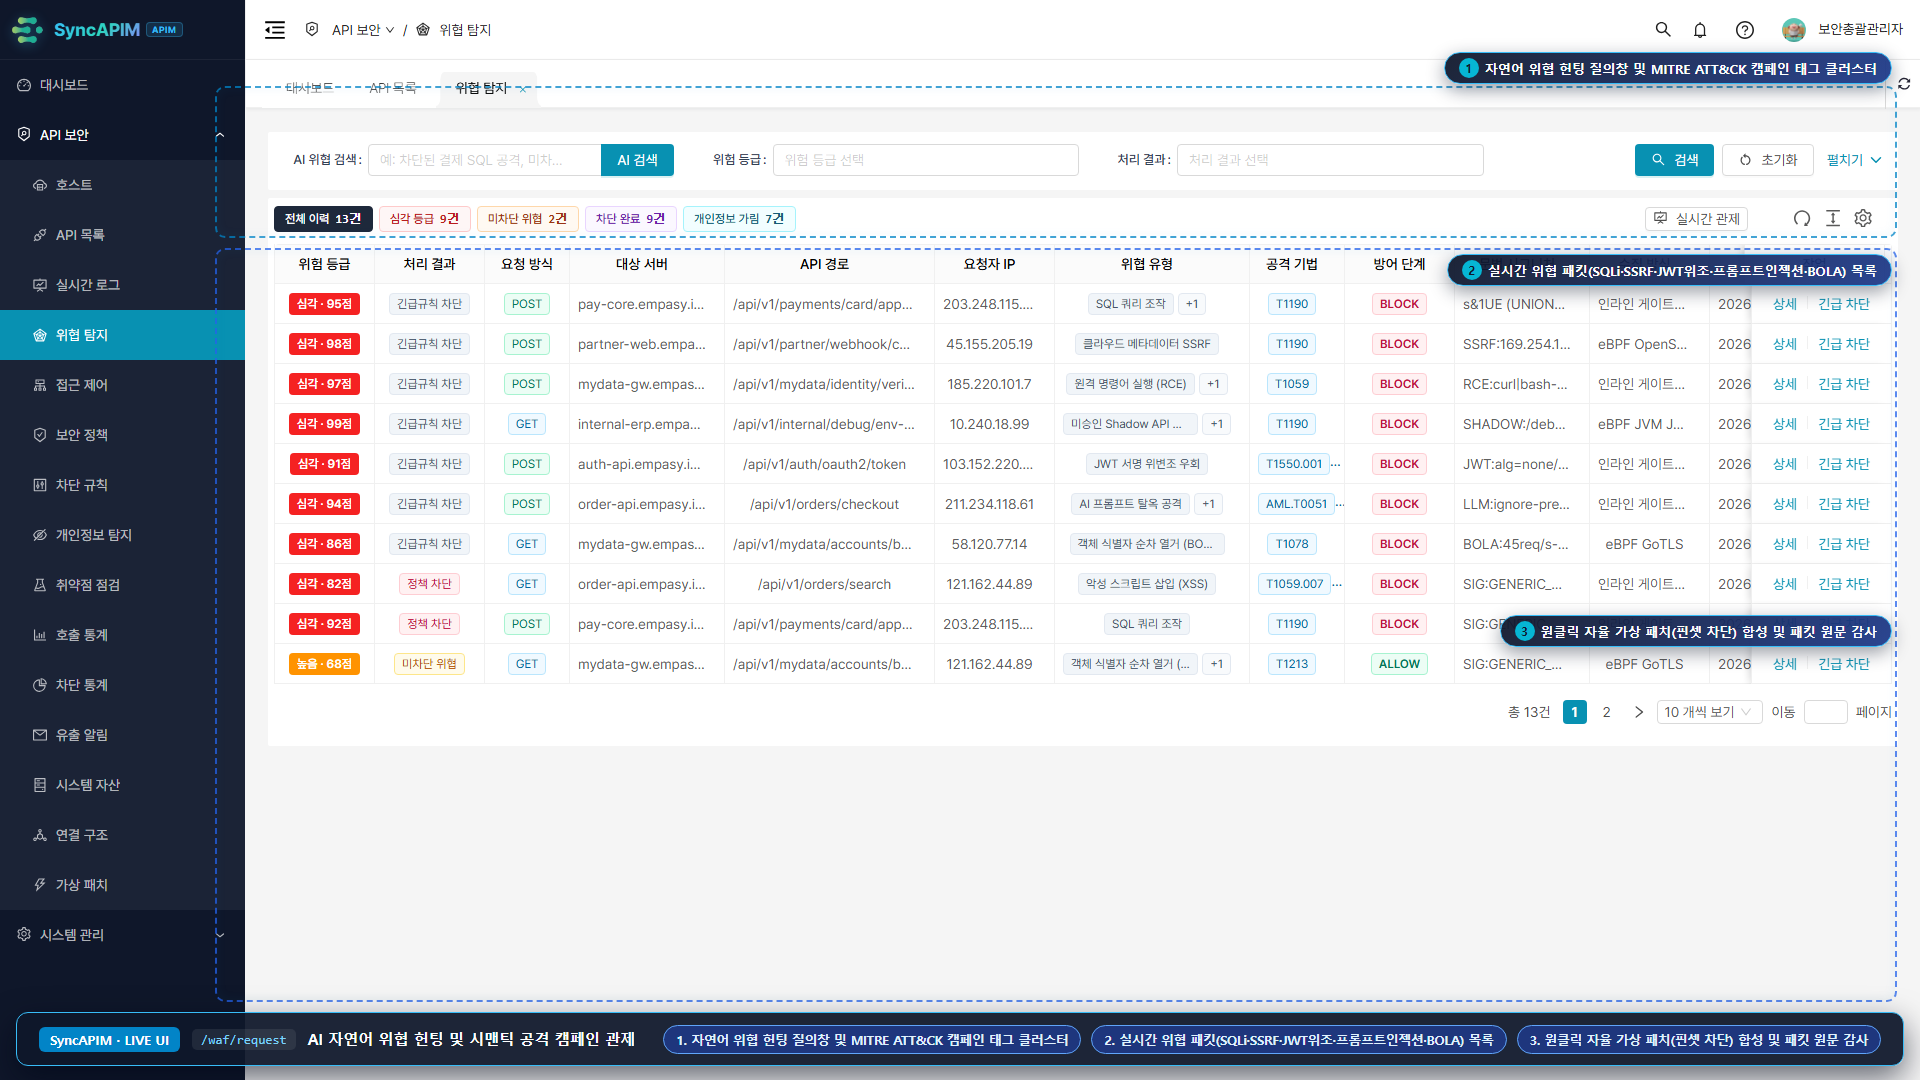 SyncAPIM APIM
API 보안 / 위협 탐지
보안총괄관리자
대시보드
API 보안
호스트
API 목록
실시간 로그
위협 탐지
접근 제어
보안 정책
차단 규칙
개인정보 탐지
취약점 점검
호출 통계
차단 통계
유출 알림
시스템 자산
연결 구조
가상 패치
시스템 관리
대시보드 API 목록 위협 탐지
1 자연어 위협 헌팅 질의창 및 MITRE ATT&CK 캠페인 태그 클러스터
AI 위협 검색: 예: 차단된 결제 SQL 공격, 미차... AI 검색 위험 등급: 위험 등급 선택 처리 결과: 처리 결과 선택 검색 초기화 펼치기
전체 이력 13건 심각 등급 9건 미차단 위협 2건 차단 완료 9건 개인정보 가림 7건 실시간 관제
위험 등급 처리 결과 요청 방식 대상 서버 API 경로 요청자 IP 위협 유형 공격 기법 방어 단계
2 실시간 위협 패킷(SQLi·SSRF·JWT위조·프롬프트인젝션·BOLA) 목록
심각 · 95점 긴급규칙 차단 POST pay-core.empasy.i... /api/v1/payments/card/app... 203.248.115.... SQL 쿼리 조작 +1 T1190 BLOCK s&1UE (UNION... 인라인 게이트... 2026 상세 긴급 차단
심각 · 98점 긴급규칙 차단 POST partner-web.empa... /api/v1/partner/webhook/c... 45.155.205.19 클라우드 메타데이터 SSRF T1190 BLOCK SSRF:169.254.1... eBPF OpenS... 2026 상세 긴급 차단
심각 · 97점 긴급규칙 차단 POST mydata-gw.empas... /api/v1/mydata/identity/veri... 185.220.101.7 원격 명령어 실행 (RCE) +1 T1059 BLOCK RCE:curl|bash-... 인라인 게이트... 2026 상세 긴급 차단
심각 · 99점 긴급규칙 차단 GET internal-erp.empa... /api/v1/internal/debug/env-... 10.240.18.99 미승인 Shadow API ... +1 T1190 BLOCK SHADOW:/deb... eBPF JVM J... 2026 상세 긴급 차단
심각 · 91점 긴급규칙 차단 POST auth-api.empasy.i... /api/v1/auth/oauth2/token 103.152.220.... JWT 서명 위변조 우회 T1550.001 ... BLOCK JWT:alg=none/... 인라인 게이트... 2026 상세 긴급 차단
심각 · 94점 긴급규칙 차단 POST order-api.empasy.i... /api/v1/orders/checkout 211.234.118.61 AI 프롬프트 탈옥 공격 +1 AML.T0051 ... BLOCK LLM:ignore-pre... 인라인 게이트... 2026 상세 긴급 차단
심각 · 86점 긴급규칙 차단 GET mydata-gw.empas... /api/v1/mydata/accounts/b... 58.120.77.14 객체 식별자 순차 열거 (BO... T1078 BLOCK BOLA:45req/s-... eBPF GoTLS 2026 상세 긴급 차단
심각 · 82점 정책 차단 GET order-api.empasy.i... /api/v1/orders/search 121.162.44.89 악성 스크립트 삽입 (XSS) T1059.007 ... BLOCK SIG:GENERIC_... 인라인 게이트... 2026 상세 긴급 차단
심각 · 92점 정책 차단 POST pay-core.empasy.i... /api/v1/payments/card/app... 203.248.115.... SQL 쿼리 조작 T1190 BLOCK
3 원클릭 자율 가상 패치(핀셋 차단) 합성 및 패킷 원문 감사
높음 · 68점 미차단 위협 GET mydata-gw.empas... /api/v1/mydata/accounts/b... 121.162.44.89 객체 식별자 순차 열거 (... +1 T1213 ALLOW SIG:GENERIC_... eBPF GoTLS 2026 상세 긴급 차단
총 13건 1 2 10 개씩 보기 이동 페이지
SyncAPIM · LIVE UI /waf/request AI 자연어 위협 헌팅 및 시맨틱 공격 캠페인 관제 1. 자연어 위협 헌팅 질의창 및 MITRE ATT&CK 캠페인 태그 클러스터 2. 실시간 위협 패킷(SQLi·SSRF·JWT위조·프롬프트인젝션·BOLA) 목록 3. 원클릭 자율 가상 패치(핀셋 차단) 합성 및 패킷 원문 감사